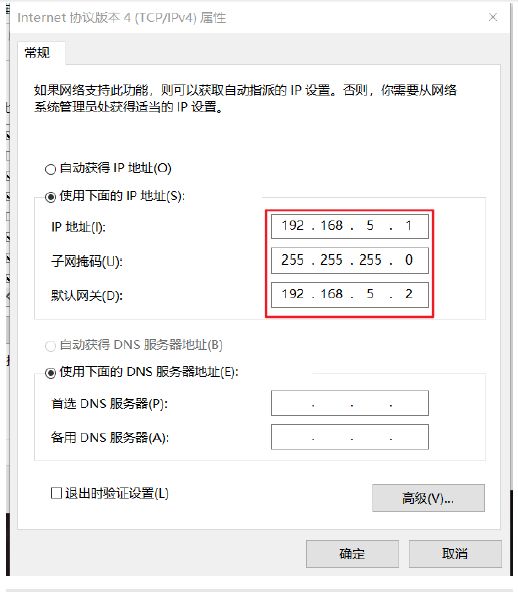 Internet 协议版本 4 (TCP/IPv4) 属性
常规
如果网络支持此功能，则可以获取自动指派的 IP 设置。否则，你需要从网络
系统管理员处获得适当的 IP 设置。
自动获得 IP 地址(O)
使用下面的 IP 地址(S):
IP 地址(I): 192 . 168 . 5 . 1
子网掩码(U): 255 . 255 . 255 . 0
默认网关(D): 192 . 168 . 5 . 2
自动获得 DNS 服务器地址(B)
使用下面的 DNS 服务器地址(E):
首选 DNS 服务器(P): . . .
备用 DNS 服务器(A): . . .
退出时验证设置(L)
高级(V)...
确定
取消